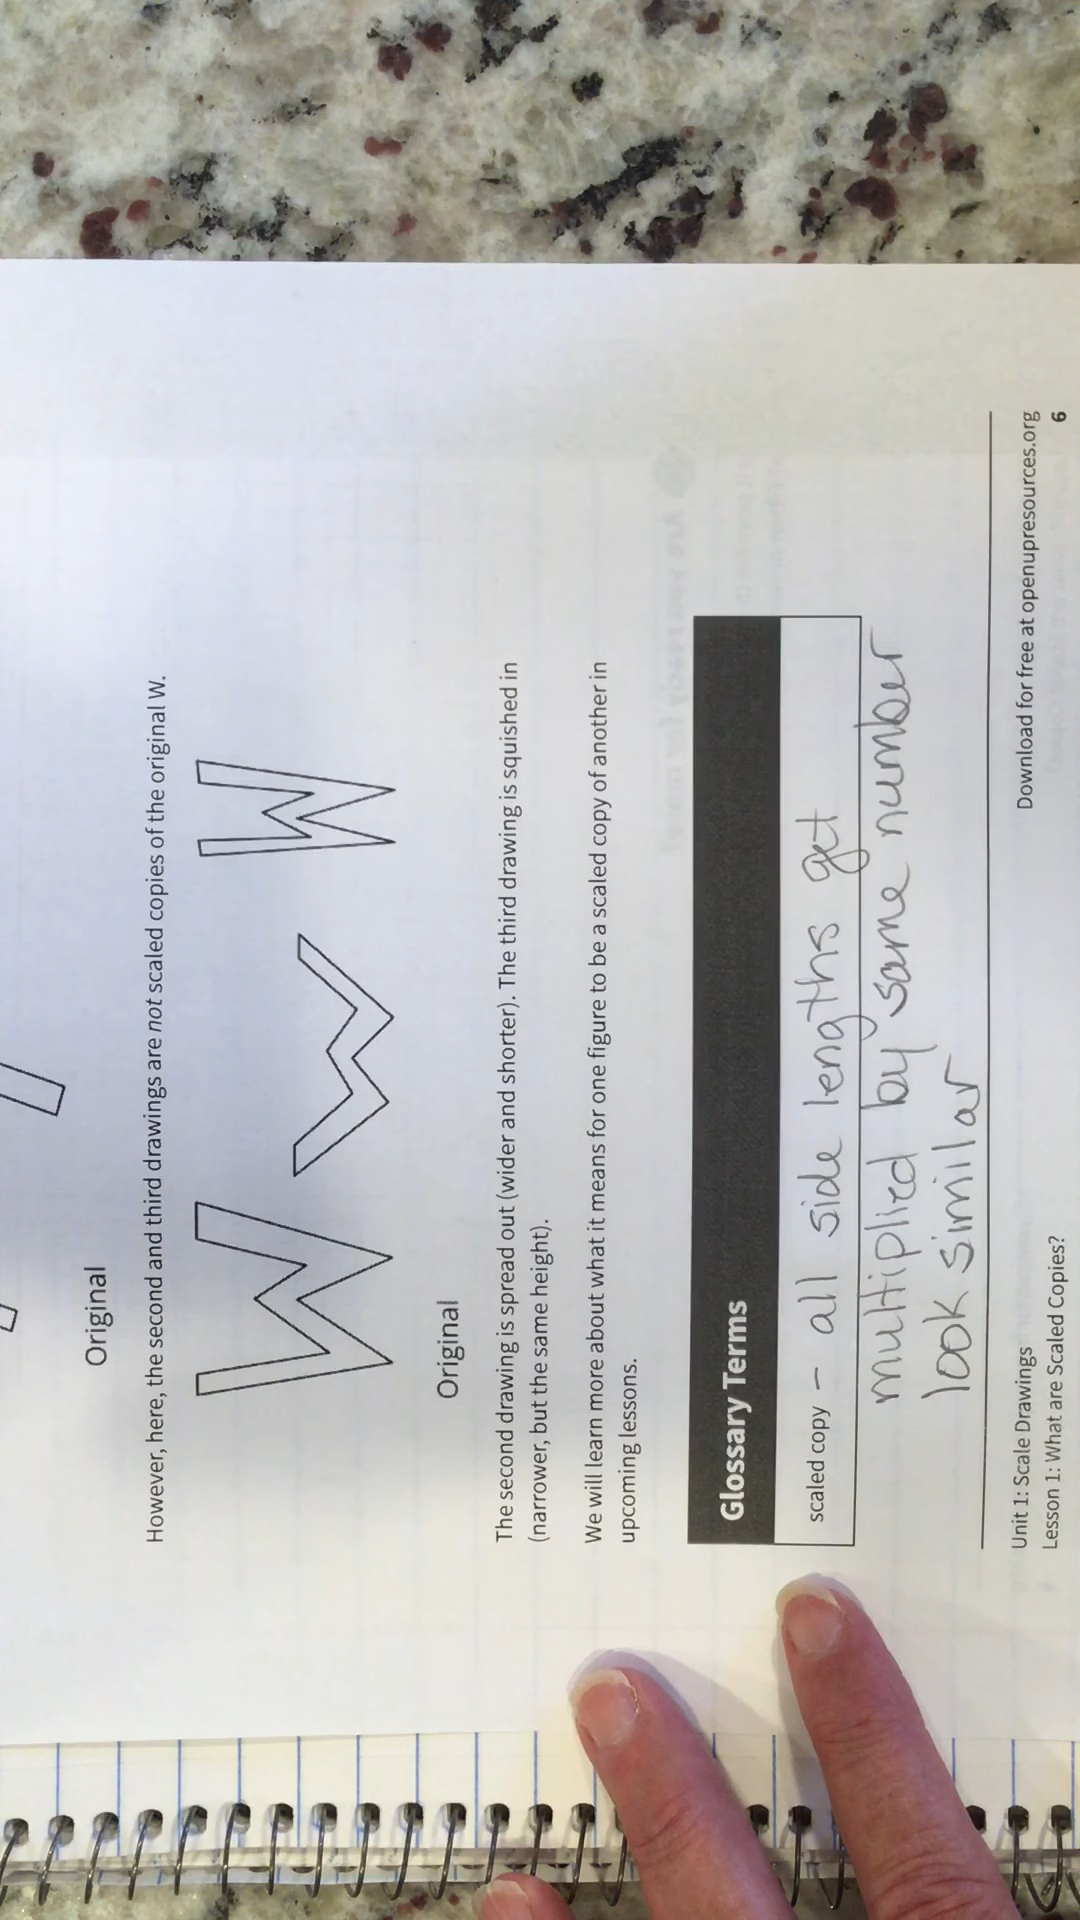 Original
However, here, the second and third drawings are not scaled copies of the original W.
Original
The second drawing is spread out (wider and shorter). The third drawing is squished in
(narrower, but the same height).
We will learn more about what it means for one figure to be a scaled copy of another in
upcoming lessons.
Glossary Terms
scaled copy - all side lengths get
multiplied by same number
look similar
Unit 1: Scale Drawings
Lesson 1: What are Scaled Copies?
Download for free at openupresources.org
6